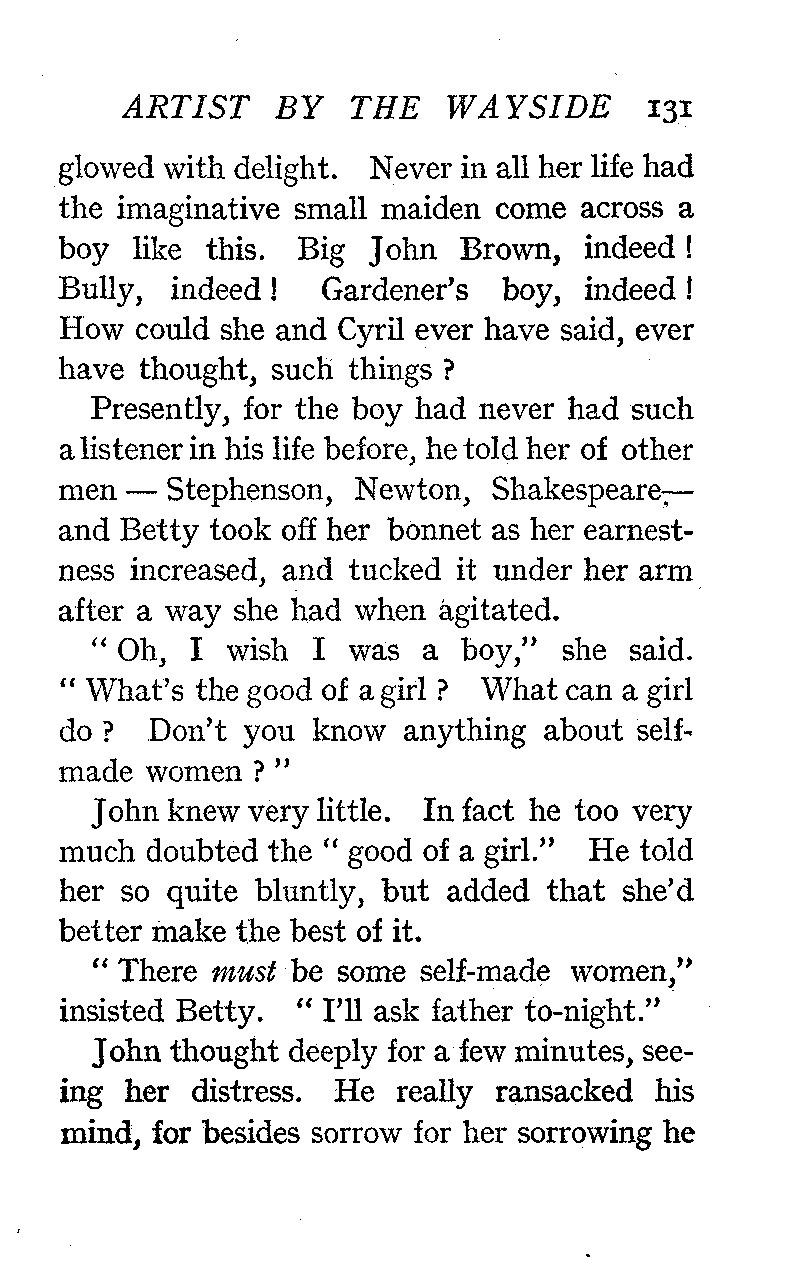 ARTIST BY THE WAYSIDE 131
glowed with delight. Never in all her life had
the imaginative small maiden come across a
boy like this. Big John Brown, indeed !
Bully, indeed ! Gardener's boy, indeed !
How could she and Cyril ever have said, ever
have thought, such things ?
Presently, for the boy had never had such
a listener in his life before, he told her of other
men — Stephenson, Newton, Shakespeare,—
and Betty took off her bonnet as her earnest-
ness increased, and tucked it under her arm
after a way she had when agitated.
" Oh, I wish I was a boy," she said.
" What's the good of a girl ? What can a girl
do ? Don't you know anything about self-
made women ? "
John knew very little. In fact he too very
much doubted the " good of a girl." He told
her so quite bluntly, but added that she'd
better make the best of it.
" There must be some self-made women,"
insisted Betty. " I'll ask father to-night."
John thought deeply for a few minutes, see-
ing her distress. He really ransacked his
mind, for besides sorrow for her sorrowing he